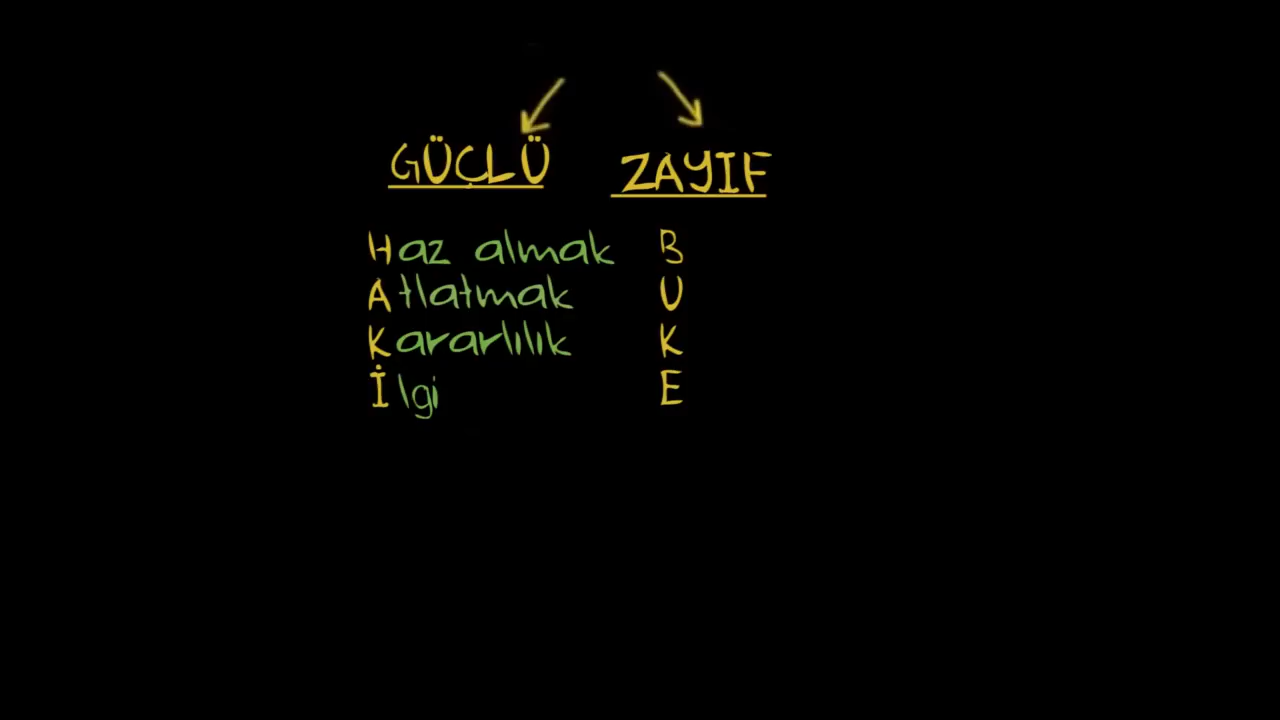 GÜÇLÜ ZAYIF
Haz almak B
Atlatmak U
Kararlılık K
İlgi E